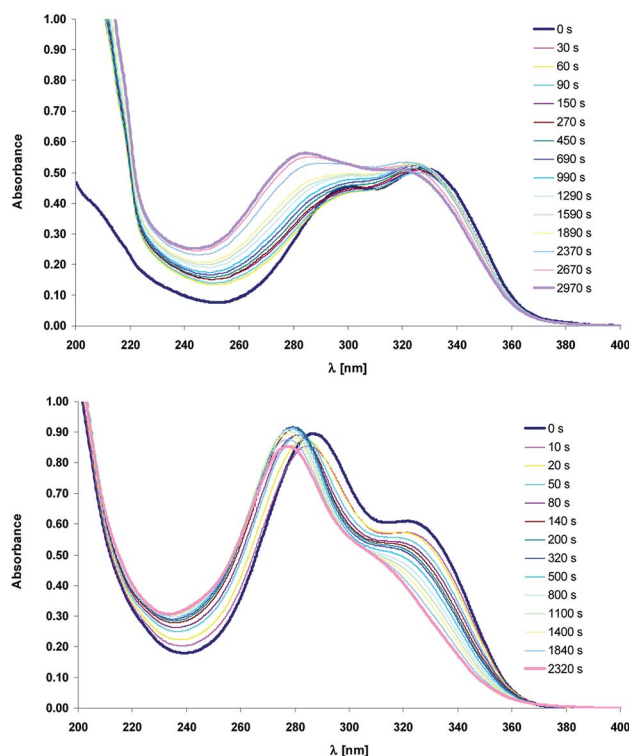 1.00
0.90
0.80
0.70
0.60
0.50
0.40
0.30
0.20
0.10
0.00
Absorbance
200 220 240 260 280 300 320 340 360 380 400
λ [nm]
0 s
30 s
60 s
90 s
150 s
270 s
450 s
690 s
990 s
1290 s
1590 s
1890 s
2370 s
2670 s
2970 s
1.00
0.90
0.80
0.70
0.60
0.50
0.40
0.30
0.20
0.10
0.00
Absorbance
200 220 240 260 280 300 320 340 360 380 400
λ [nm]
0 s
10 s
20 s
50 s
80 s
140 s
200 s
320 s
500 s
800 s
1100 s
1400 s
1840 s
2320 s